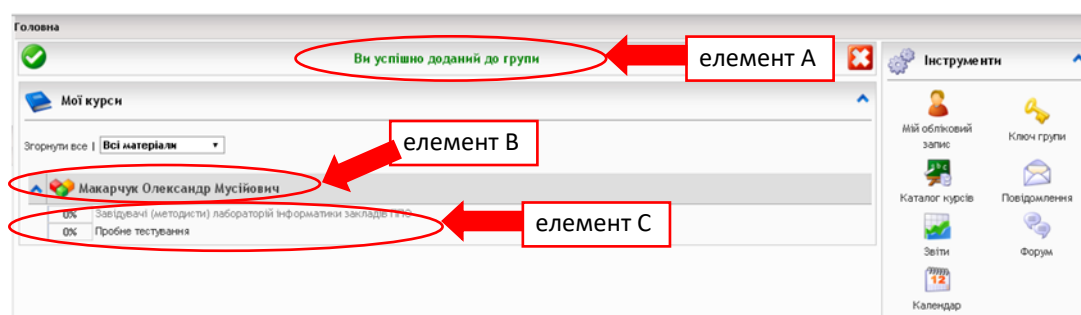 Головна
Ви успішно доданий до групи
елемент A
Інструменти
Мої курси
Мій обліковий запис
Ключ групи
Згорнути все | Всі матеріали
елемент B
Каталог курсів
Повідомлення
Макарчук Олександр Мусійович
0% Завідувачі (методисти) лабораторій інформатики закладів ППО
0% Пробне тестування
елемент C
Звіти
Форум
12
Календар